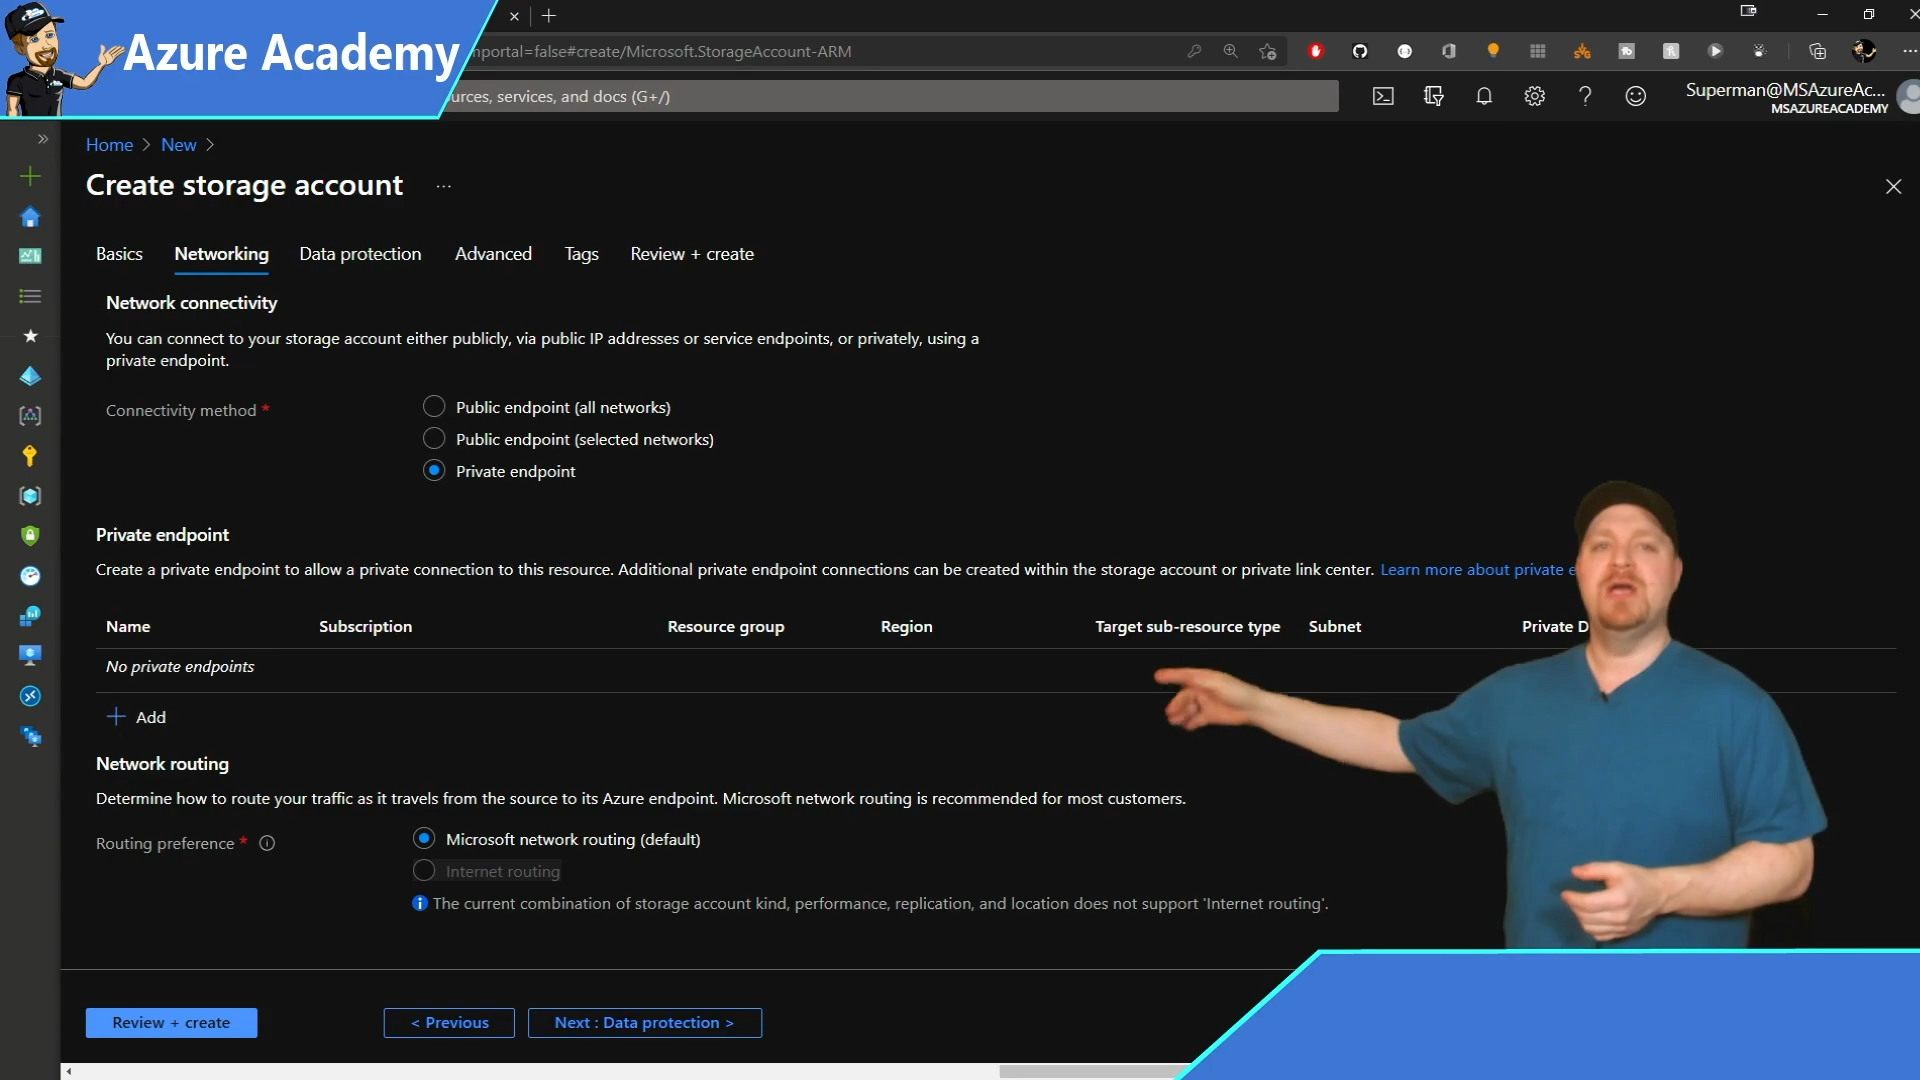 Azure Academy
nportal=false#create/Microsoft.StorageAccount-ARM
urces, services, and docs (G+/)
Superman@MSAzureAc...
MSAZUREACADEMY
Home > New >
Create storage account ...
Basics Networking Data protection Advanced Tags Review + create
Network connectivity
You can connect to your storage account either publicly, via public IP addresses or service endpoints, or privately, using a
private endpoint.
Connectivity method *
Public endpoint (all networks)
Public endpoint (selected networks)
Private endpoint
Private endpoint
Create a private endpoint to allow a private connection to this resource. Additional private endpoint connections can be created within the storage account or private link center. Learn more about private e
Name Subscription Resource group Region Target sub-resource type Subnet Private D
No private endpoints
+ Add
Network routing
Determine how to route your traffic as it travels from the source to its Azure endpoint. Microsoft network routing is recommended for most customers.
Routing preference *
Microsoft network routing (default)
Internet routing
The current combination of storage account kind, performance, replication, and location does not support 'Internet routing'.
Review + create
< Previous
Next : Data protection >